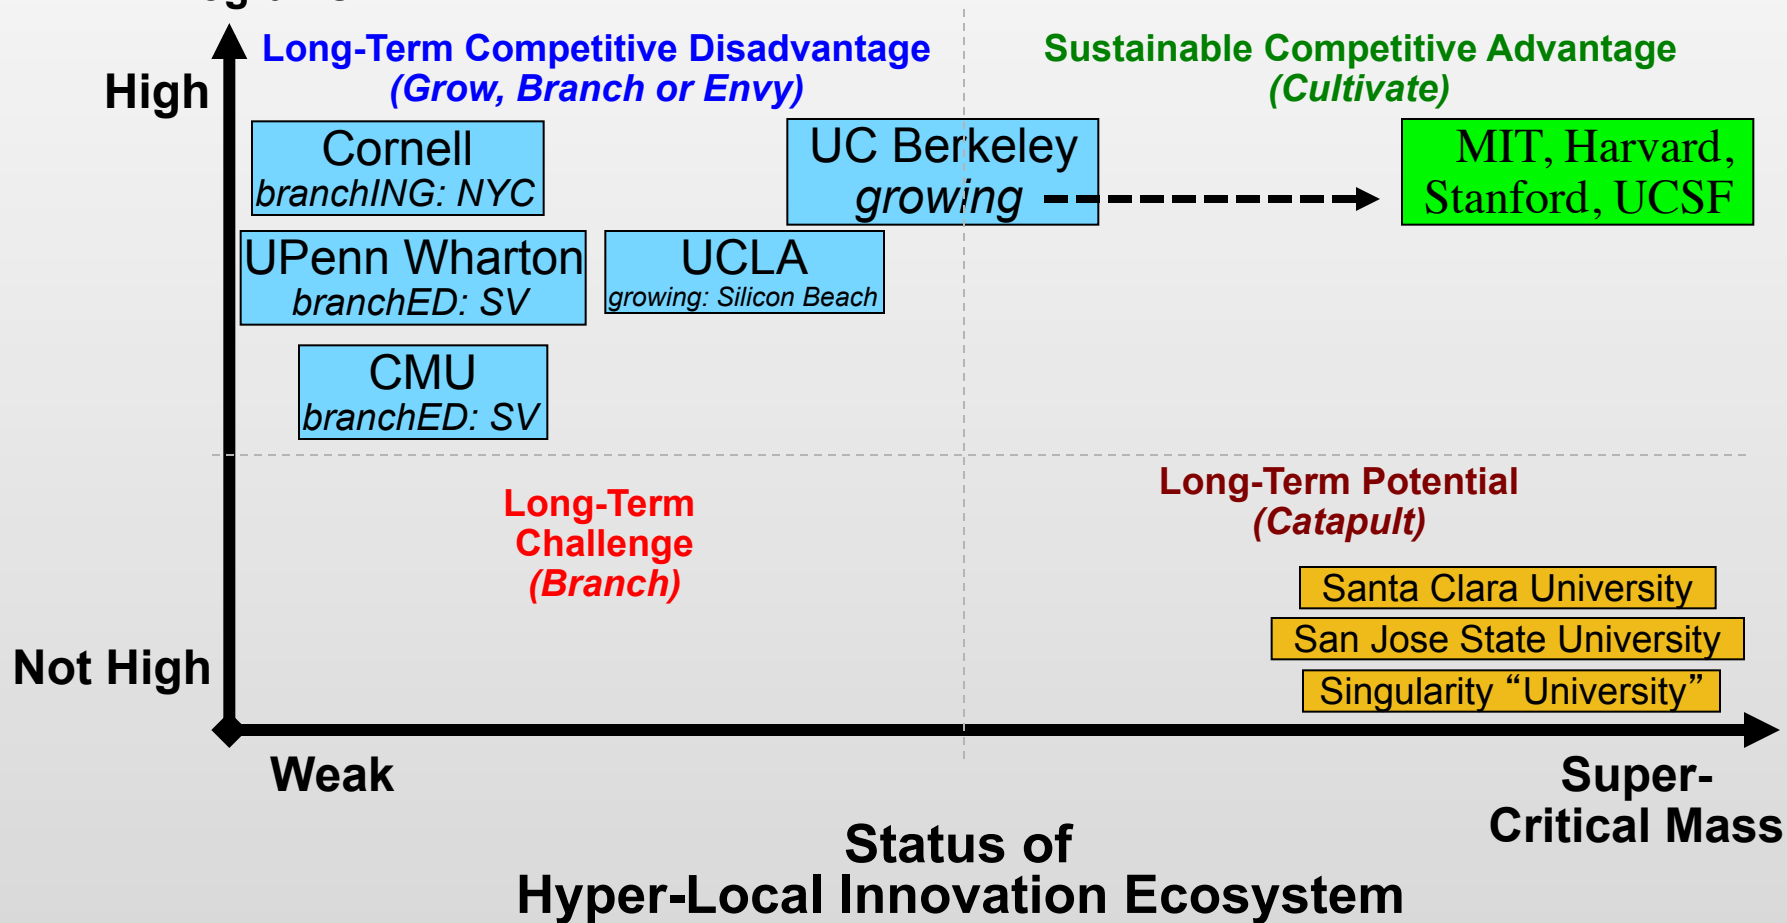 Long-Term Competitive Disadvantage
(Grow, Branch or Envy)
Sustainable Competitive Advantage
(Cultivate)
High
Cornell
branchING: NYC
UC Berkeley
growing
MIT, Harvard,
Stanford, UCSF
UPenn Wharton
branchED: SV
UCLA
growing: Silicon Beach
CMU
branchED: SV
Long-Term
Challenge
(Branch)
Long-Term Potential
(Catapult)
Santa Clara University
San Jose State University
Singularity “University”
Not High
Weak
Super-
Critical Mass
Status of
Hyper-Local Innovation Ecosystem